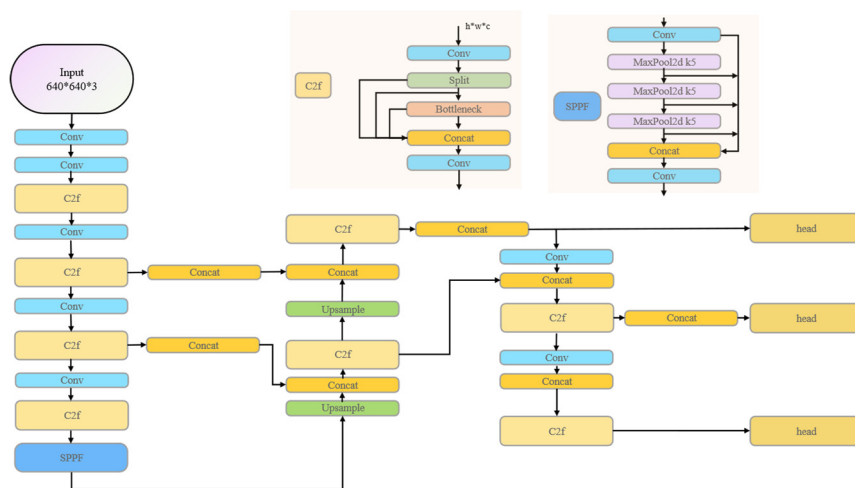 Input
640*640*3
Conv
Conv
C2f
Conv
C2f
Conv
C2f
Conv
C2f
SPPF
Concat
Concat
C2f
Concat
Upsample
C2f
Concat
Upsample
C2f
h*w*c
Conv
Split
Bottleneck
Concat
Conv
SPPF
Conv
MaxPool2d k5
MaxPool2d k5
MaxPool2d k5
Concat
Conv
Concat
Conv
Concat
C2f
Concat
Conv
Concat
C2f
head
head
head